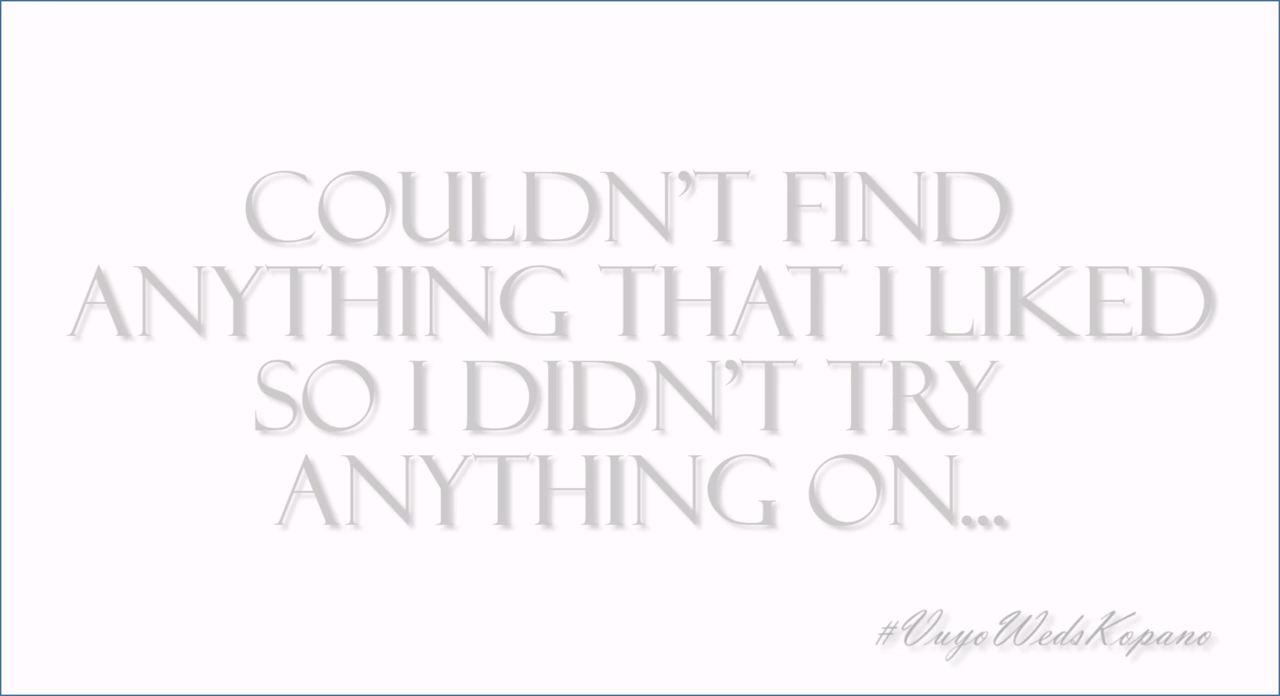 COULDN'T FIND
ANYTHING THAT I LIKED
SO I DIDN'T TRY
ANYTHING ON...
#VuyoWedsKopano